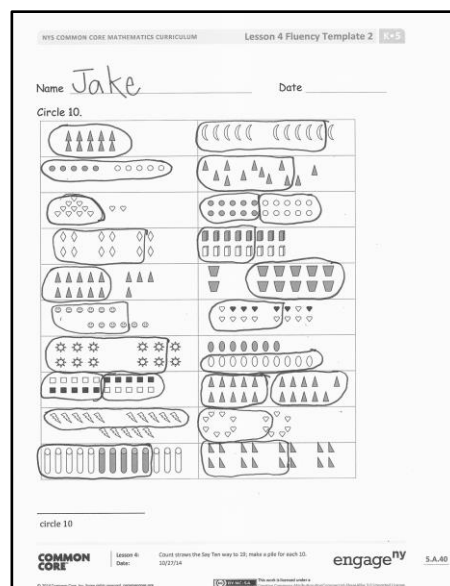 NYS COMMON CORE MATHEMATICS CURRICULUM Lesson 4 Fluency Template 2 K•5
Name Jake Date
Circle 10.
circle 10
COMMON CORE™
Lesson 4: Count straws the Say Ten way to 19; make a pile for each 10.
Date: 10/27/14
engage ny
5.A.40